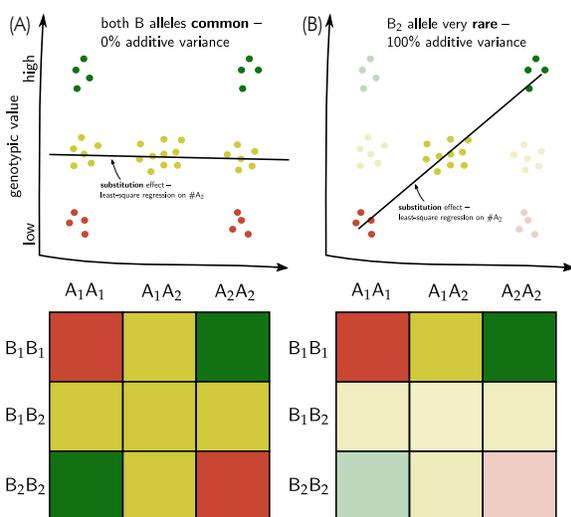 (A)
both B alleles common –
0% additive variance
high
genotypic value
low
substitution effect –
least-square regression on #A₂
A₁A₁ A₁A₂ A₂A₂
B₁B₁
B₁B₂
B₂B₂
(B)
B₂ allele very rare –
100% additive variance
substitution effect –
least-square regression on #A₂
A₁A₁ A₁A₂ A₂A₂
B₁B₁
B₁B₂
B₂B₂